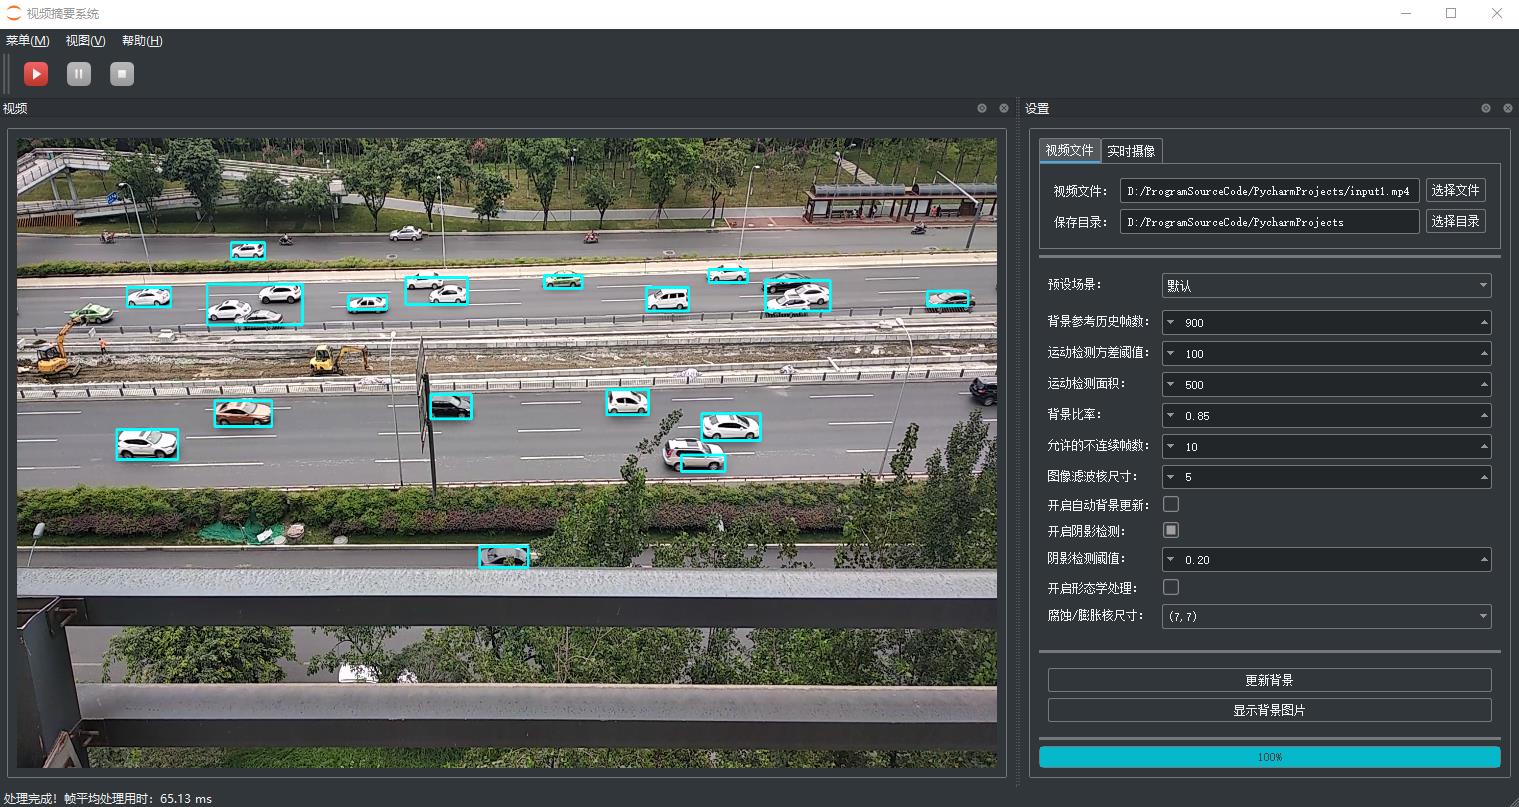 视频摘要系统
菜单(M) 视图(V) 帮助(H)
视频
设置
视频文件 实时摄像
视频文件： D:/ProgramSourceCode/PycharmProjects/input1.mp4 选择文件
保存目录： D:/ProgramSourceCode/PycharmProjects 选择目录
预设场景： 默认
背景参考历史帧数： 900
运动检测方差阈值： 100
运动检测面积： 500
背景比率： 0.85
允许的不连续帧数： 10
图像滤波核尺寸： 5
开启自动背景更新：
开启阴影检测：
阴影检测阈值： 0.20
开启形态学处理：
腐蚀/膨胀核尺寸： (7,7)
更新背景
显示背景图片
100%
处理完成！帧平均处理用时：65.13 ms